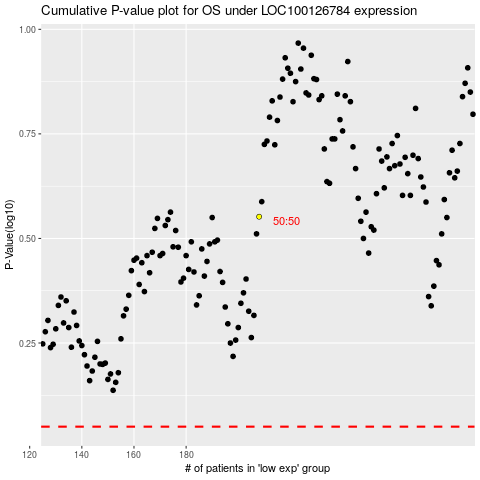 Cumulative P-value plot for OS under LOC100126784 expression
1.00
0.75
0.50
0.25
P-Value(log10)
50:50
120 140 160 180
# of patients in 'low exp' group